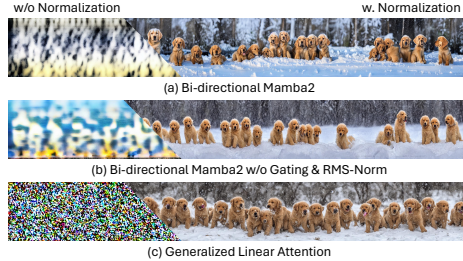 w/o Normalization
w. Normalization
(a) Bi-directional Mamba2
(b) Bi-directional Mamba2 w/o Gating & RMS-Norm
(c) Generalized Linear Attention